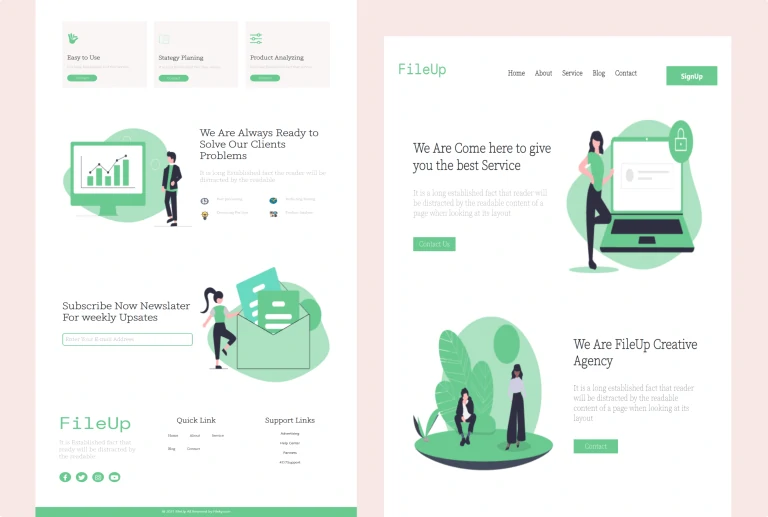 Easy to Use
Stategy Planing
Product Analyzing
We Are Always Ready to
Solve Our Clients
Problems
It is a long Established fact the reader will be
distracted by the readable
Subscribe Now Newslater
For weekly Upsates
Enter Your E-mail Address
FileUp
It is Established fact that
ready will be distracted by
the readable
Quick Link
Home About Service
Blog Contact
Support Links
Advertising
Help Center
Partners
#173Support
FileUp
Home About Service Blog Contact
SignUp
We Are Come here to give
you the best Service
It is a long established fact that reader will
be distracted by the readable content of a
page when looking at its layout
Contact Us
We Are FileUp Creative
Agency
It is a long established fact that reader
will be distracted by the readable
content of a page when looking at its
layout
Contact